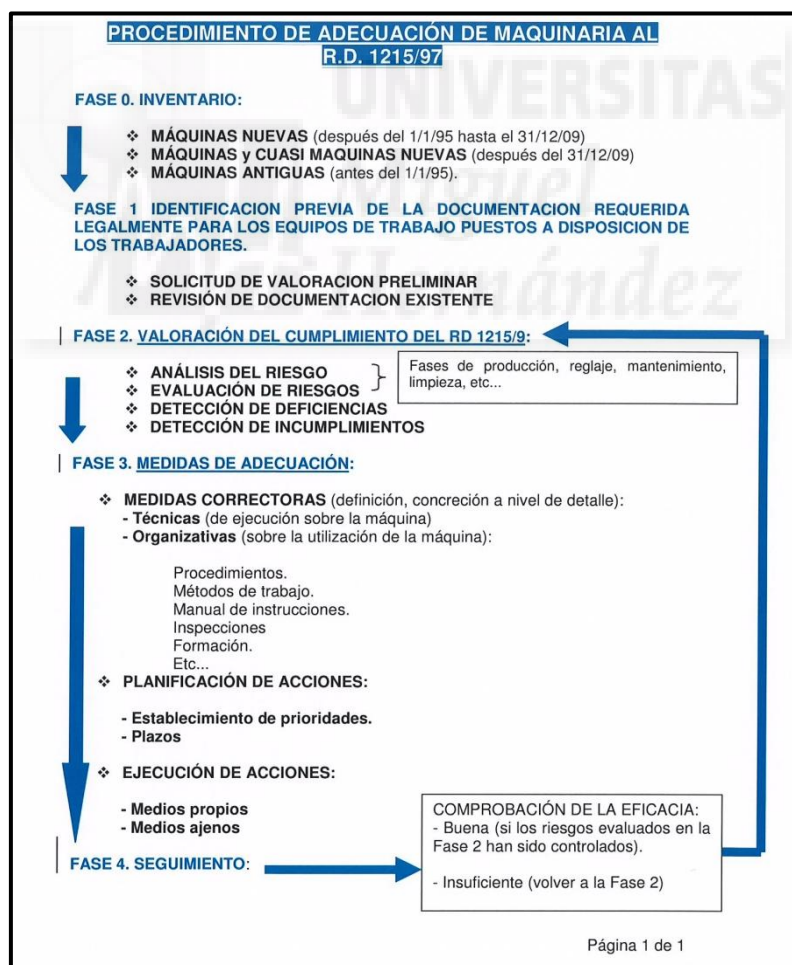 PROCEDIMIENTO DE ADECUACIÓN DE MAQUINARIA AL
R.D. 1215/97
UNIVERSITAS
Miguel
Hernández
FASE 0. INVENTARIO:
❖ MÁQUINAS NUEVAS (después del 1/1/95 hasta el 31/12/09)
❖ MÁQUINAS y CUASI MAQUINAS NUEVAS (después del 31/12/09)
❖ MÁQUINAS ANTIGUAS (antes del 1/1/95).
FASE 1 IDENTIFICACION PREVIA DE LA DOCUMENTACION REQUERIDA
LEGALMENTE PARA LOS EQUIPOS DE TRABAJO PUESTOS A DISPOSICION DE
LOS TRABAJADORES.
❖ SOLICITUD DE VALORACION PRELIMINAR
❖ REVISIÓN DE DOCUMENTACION EXISTENTE
FASE 2. VALORACIÓN DEL CUMPLIMIENTO DEL RD 1215/9:
❖ ANÁLISIS DEL RIESGO
❖ EVALUACIÓN DE RIESGOS
❖ DETECCIÓN DE DEFICIENCIAS
❖ DETECCIÓN DE INCUMPLIMIENTOS
Fases de producción, reglaje, mantenimiento,
limpieza, etc...
FASE 3. MEDIDAS DE ADECUACIÓN:
❖ MEDIDAS CORRECTORAS (definición, concreción a nivel de detalle):
- Técnicas (de ejecución sobre la máquina)
- Organizativas (sobre la utilización de la máquina):
Procedimientos.
Métodos de trabajo.
Manual de instrucciones.
Inspecciones
Formación.
Etc...
❖ PLANIFICACIÓN DE ACCIONES:
- Establecimiento de prioridades.
- Plazos
❖ EJECUCIÓN DE ACCIONES:
- Medios propios
- Medios ajenos
FASE 4. SEGUIMIENTO:
COMPROBACIÓN DE LA EFICACIA:
- Buena (si los riesgos evaluados en la
Fase 2 han sido controlados).
- Insuficiente (volver a la Fase 2)
Página 1 de 1